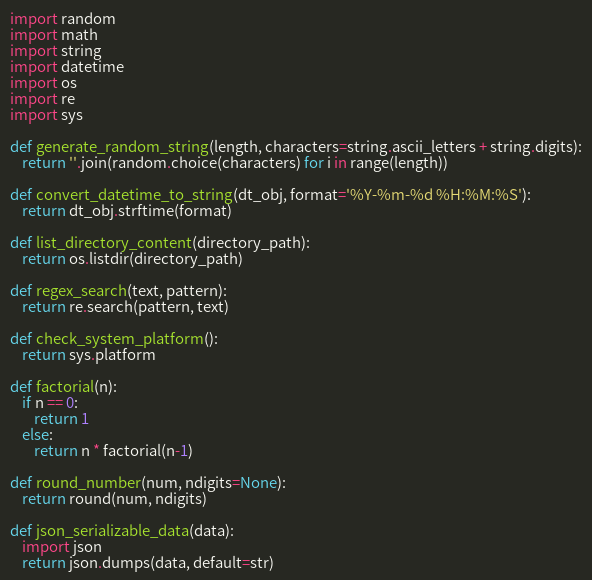 import random
import math
import string
import datetime
import os
import re
import sys

def generate_random_string(length, characters=string.ascii_letters + string.digits):
    return ''.join(random.choice(characters) for i in range(length))

def convert_datetime_to_string(dt_obj, format='%Y-%m-%d %H:%M:%S'):
    return dt_obj.strftime(format)

def list_directory_content(directory_path):
    return os.listdir(directory_path)

def regex_search(text, pattern):
    return re.search(pattern, text)

def check_system_platform():
    return sys.platform

def factorial(n):
    if n == 0:
        return 1
    else:
        return n * factorial(n-1)

def round_number(num, ndigits=None):
    return round(num, ndigits)

def json_serializable_data(data):
    import json
    return json.dumps(data, default=str)